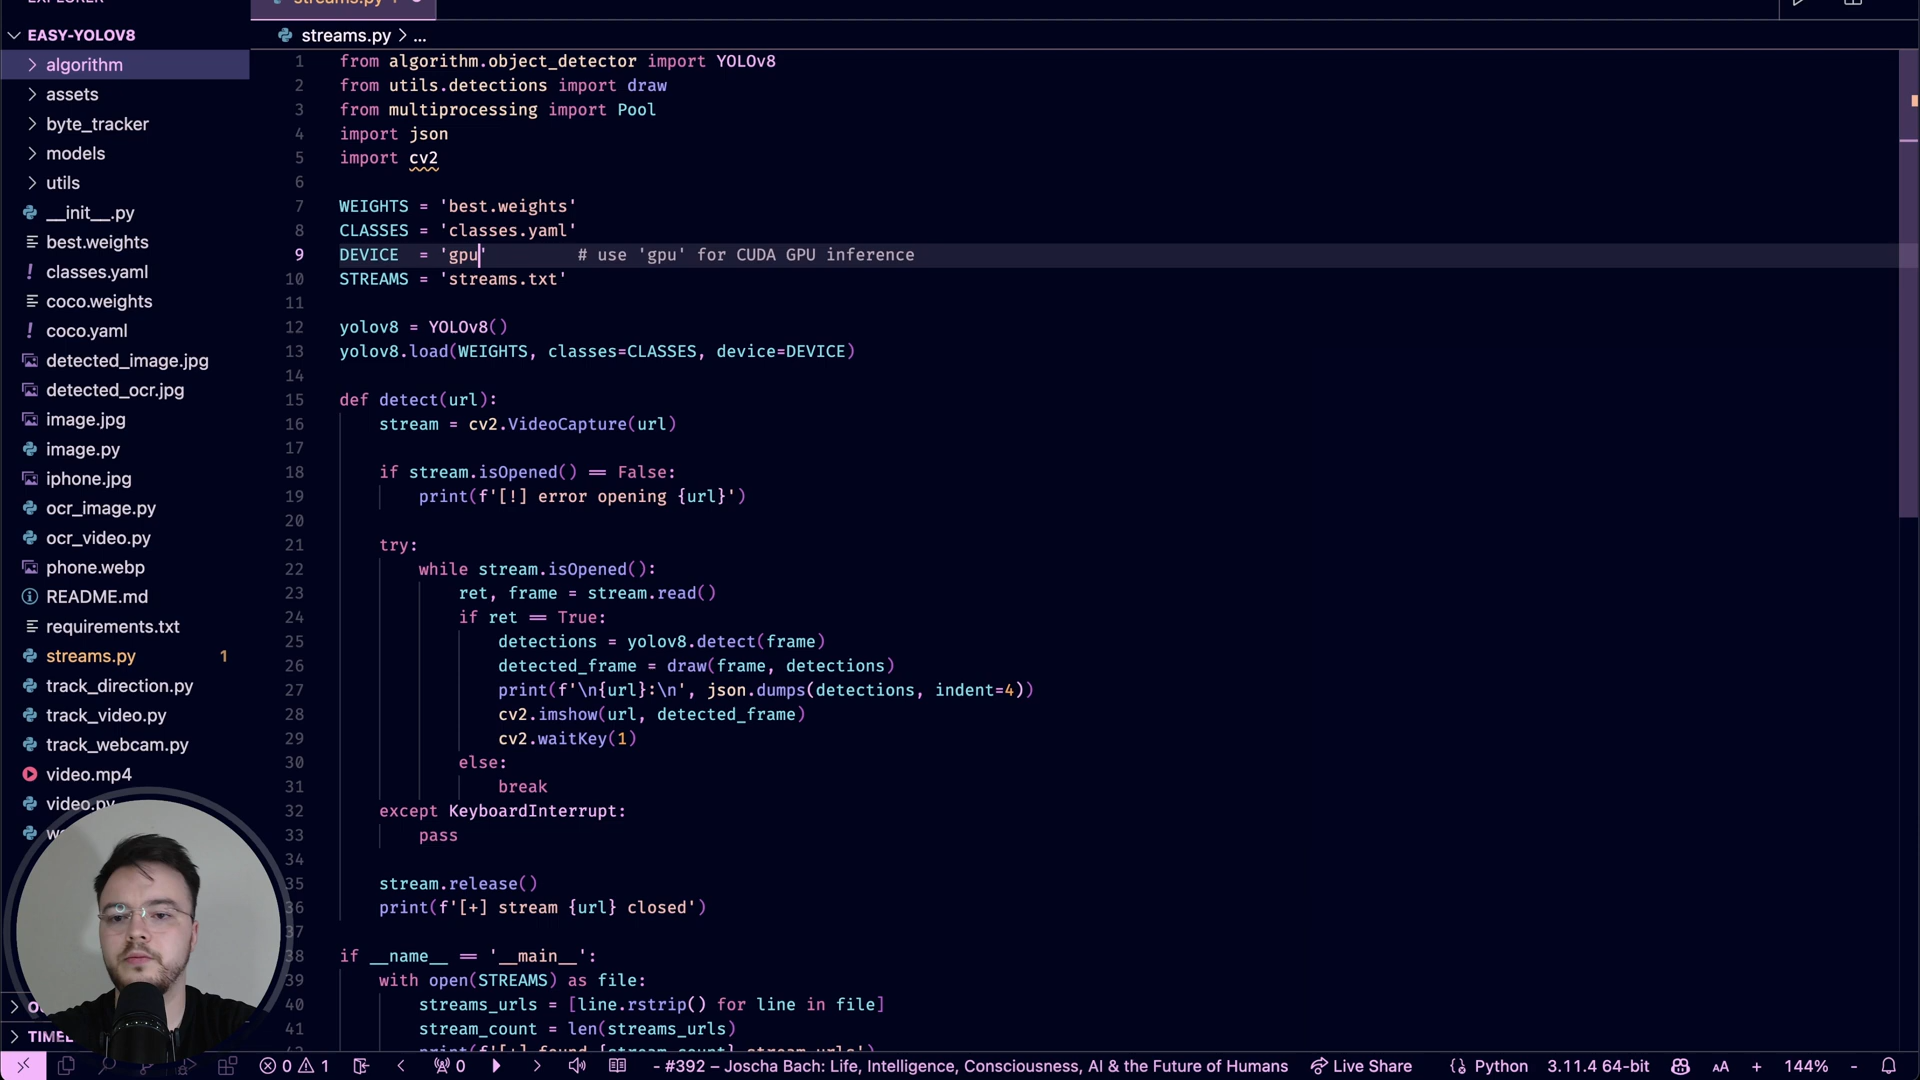 EASY-YOLOV8
algorithm
assets
byte_tracker
models
utils
__init__.py
best.weights
classes.yaml
coco.weights
coco.yaml
detected_image.jpg
detected_ocr.jpg
image.jpg
image.py
iphone.jpg
ocr_image.py
ocr_video.py
phone.webp
README.md
requirements.txt
streams.py 1
track_direction.py
track_video.py
track_webcam.py
video.mp4
video.py
streams.py > ...
1 from algorithm.object_detector import YOLOv8
2 from utils.detections import draw
3 from multiprocessing import Pool
4 import json
5 import cv2
6
7 WEIGHTS = 'best.weights'
8 CLASSES = 'classes.yaml'
9 DEVICE = 'gpu' # use 'gpu' for CUDA GPU inference
10 STREAMS = 'streams.txt'
11
12 yolov8 = YOLOv8()
13 yolov8.load(WEIGHTS, classes=CLASSES, device=DEVICE)
14
15 def detect(url):
16 stream = cv2.VideoCapture(url)
17
18 if stream.isOpened() == False:
19 print(f'[!] error opening {url}')
20
21 try:
22 while stream.isOpened():
23 ret, frame = stream.read()
24 if ret == True:
25 detections = yolov8.detect(frame)
26 detected_frame = draw(frame, detections)
27 print(f'\n{url}:\n', json.dumps(detections, indent=4))
28 cv2.imshow(url, detected_frame)
29 cv2.waitKey(1)
30 else:
31 break
32 except KeyboardInterrupt:
33 pass
34
35 stream.release()
36 print(f'[+] stream {url} closed')
37
38 if __name__ == '__main__':
39 with open(STREAMS) as file:
40 streams_urls = [line.rstrip() for line in file]
41 stream_count = len(streams_urls)
0 1 0 - #392 – Joscha Bach: Life, Intelligence, Consciousness, AI & the Future of Humans Live Share Python 3.11.4 64-bit AA + 144% -